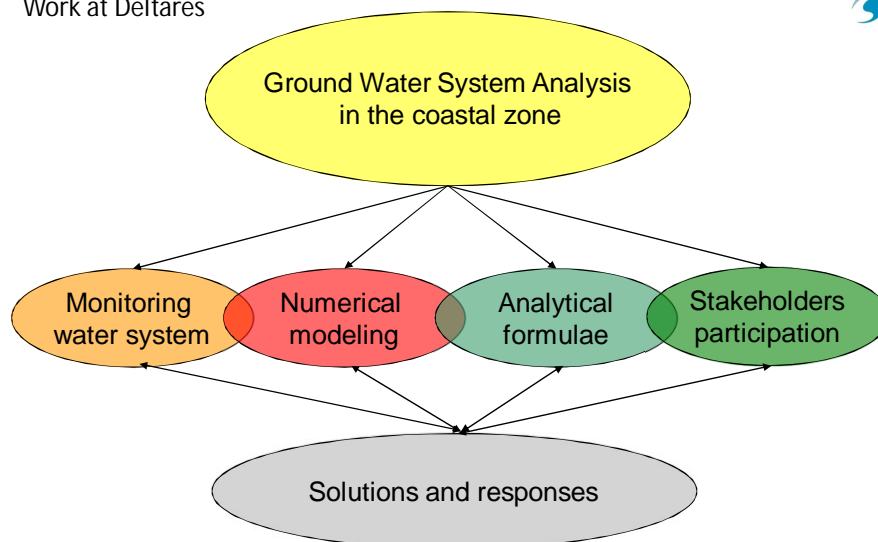 Work at Deltares
Ground Water System Analysis
in the coastal zone
Monitoring
water system
Numerical
modeling
Analytical
formulae
Stakeholders
participation
Solutions and responses